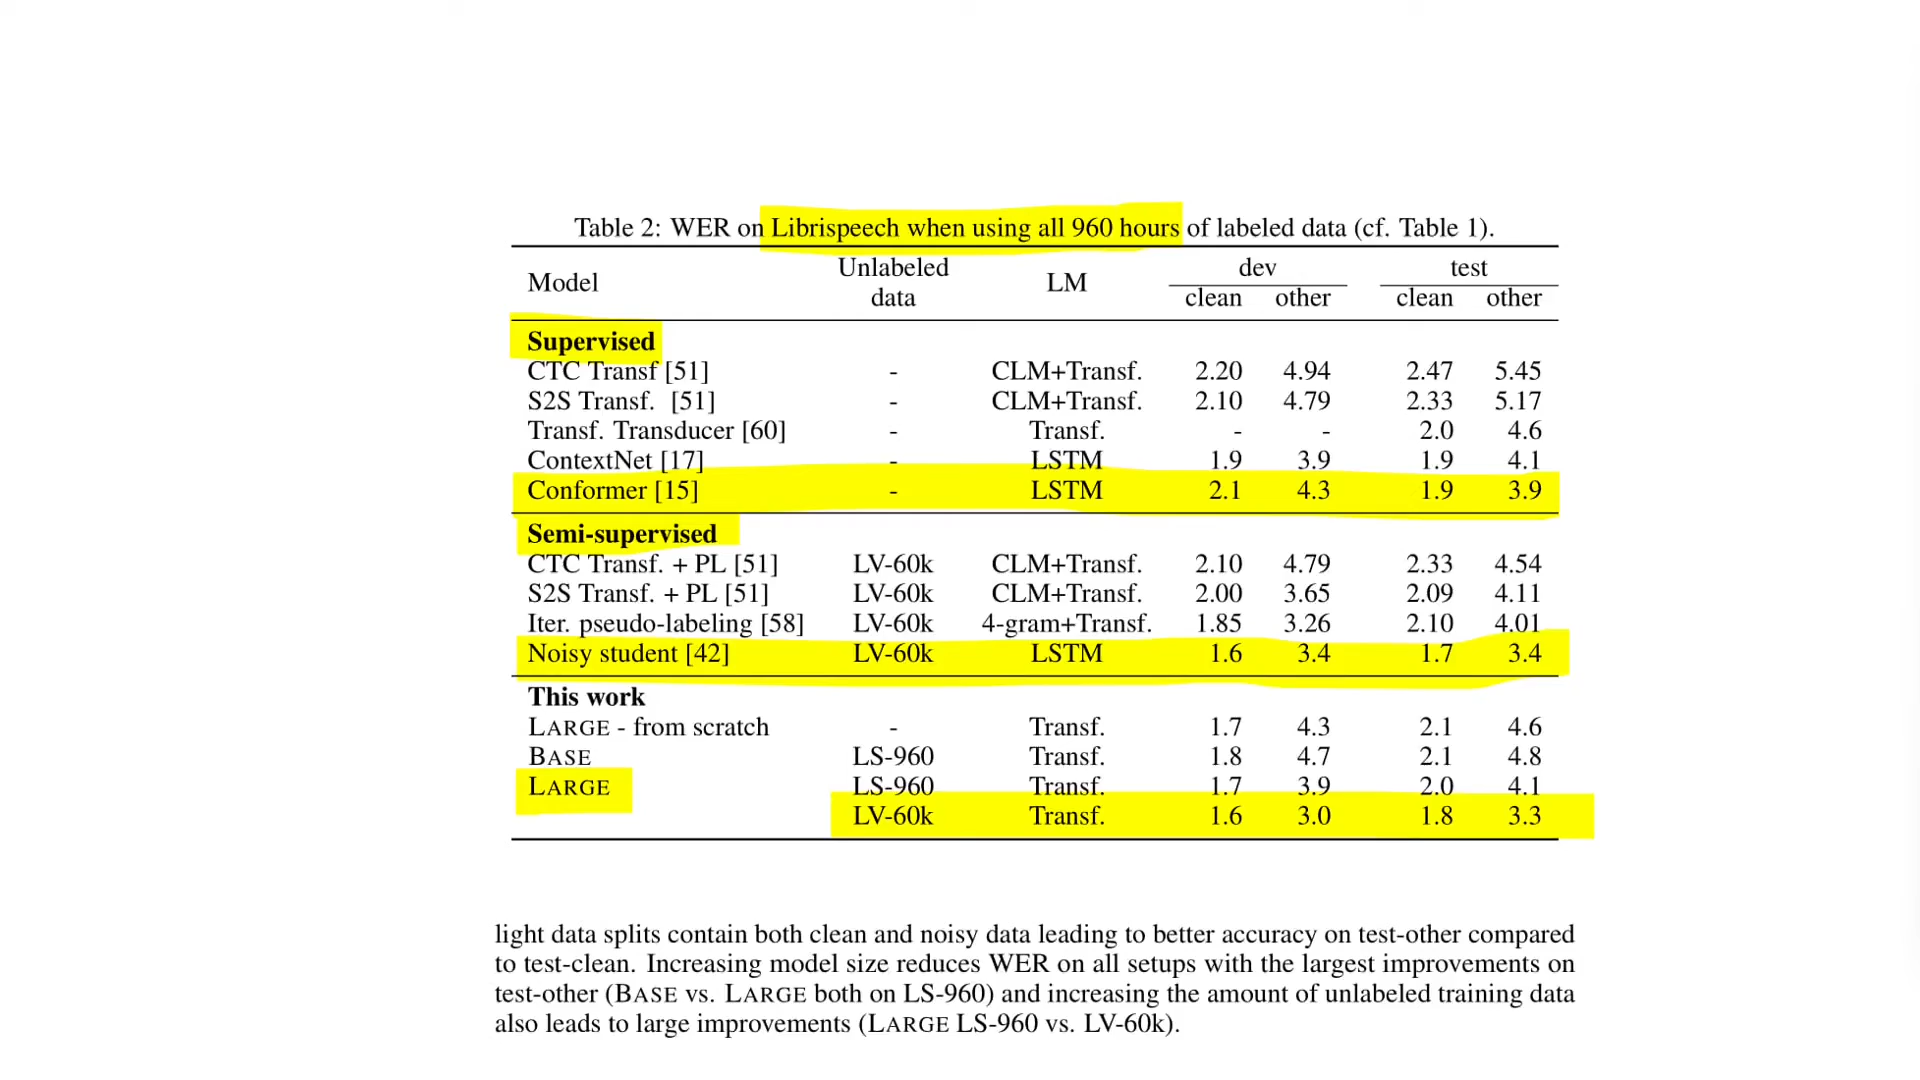 Table 2: WER on Librispeech when using all 960 hours of labeled data (cf. Table 1).
Model Unlabeled data LM dev test
clean other clean other
Supervised
CTC Transf [51] - CLM+Transf. 2.20 4.94 2.47 5.45
S2S Transf. [51] - CLM+Transf. 2.10 4.79 2.33 5.17
Transf. Transducer [60] - Transf. - - 2.0 4.6
ContextNet [17] - LSTM 1.9 3.9 1.9 4.1
Conformer [15] - LSTM 2.1 4.3 1.9 3.9
Semi-supervised
CTC Transf. + PL [51] LV-60k CLM+Transf. 2.10 4.79 2.33 4.54
S2S Transf. + PL [51] LV-60k CLM+Transf. 2.00 3.65 2.09 4.11
Iter. pseudo-labeling [58] LV-60k 4-gram+Transf. 1.85 3.26 2.10 4.01
Noisy student [42] LV-60k LSTM 1.6 3.4 1.7 3.4
This work
LARGE - from scratch - Transf. 1.7 4.3 2.1 4.6
BASE LS-960 Transf. 1.8 4.7 2.1 4.8
LARGE LS-960 Transf. 1.7 3.9 2.0 4.1
LV-60k Transf. 1.6 3.0 1.8 3.3
light data splits contain both clean and noisy data leading to better accuracy on test-other compared
to test-clean. Increasing model size reduces WER on all setups with the largest improvements on
test-other (BASE vs. LARGE both on LS-960) and increasing the amount of unlabeled training data
also leads to large improvements (LARGE LS-960 vs. LV-60k).